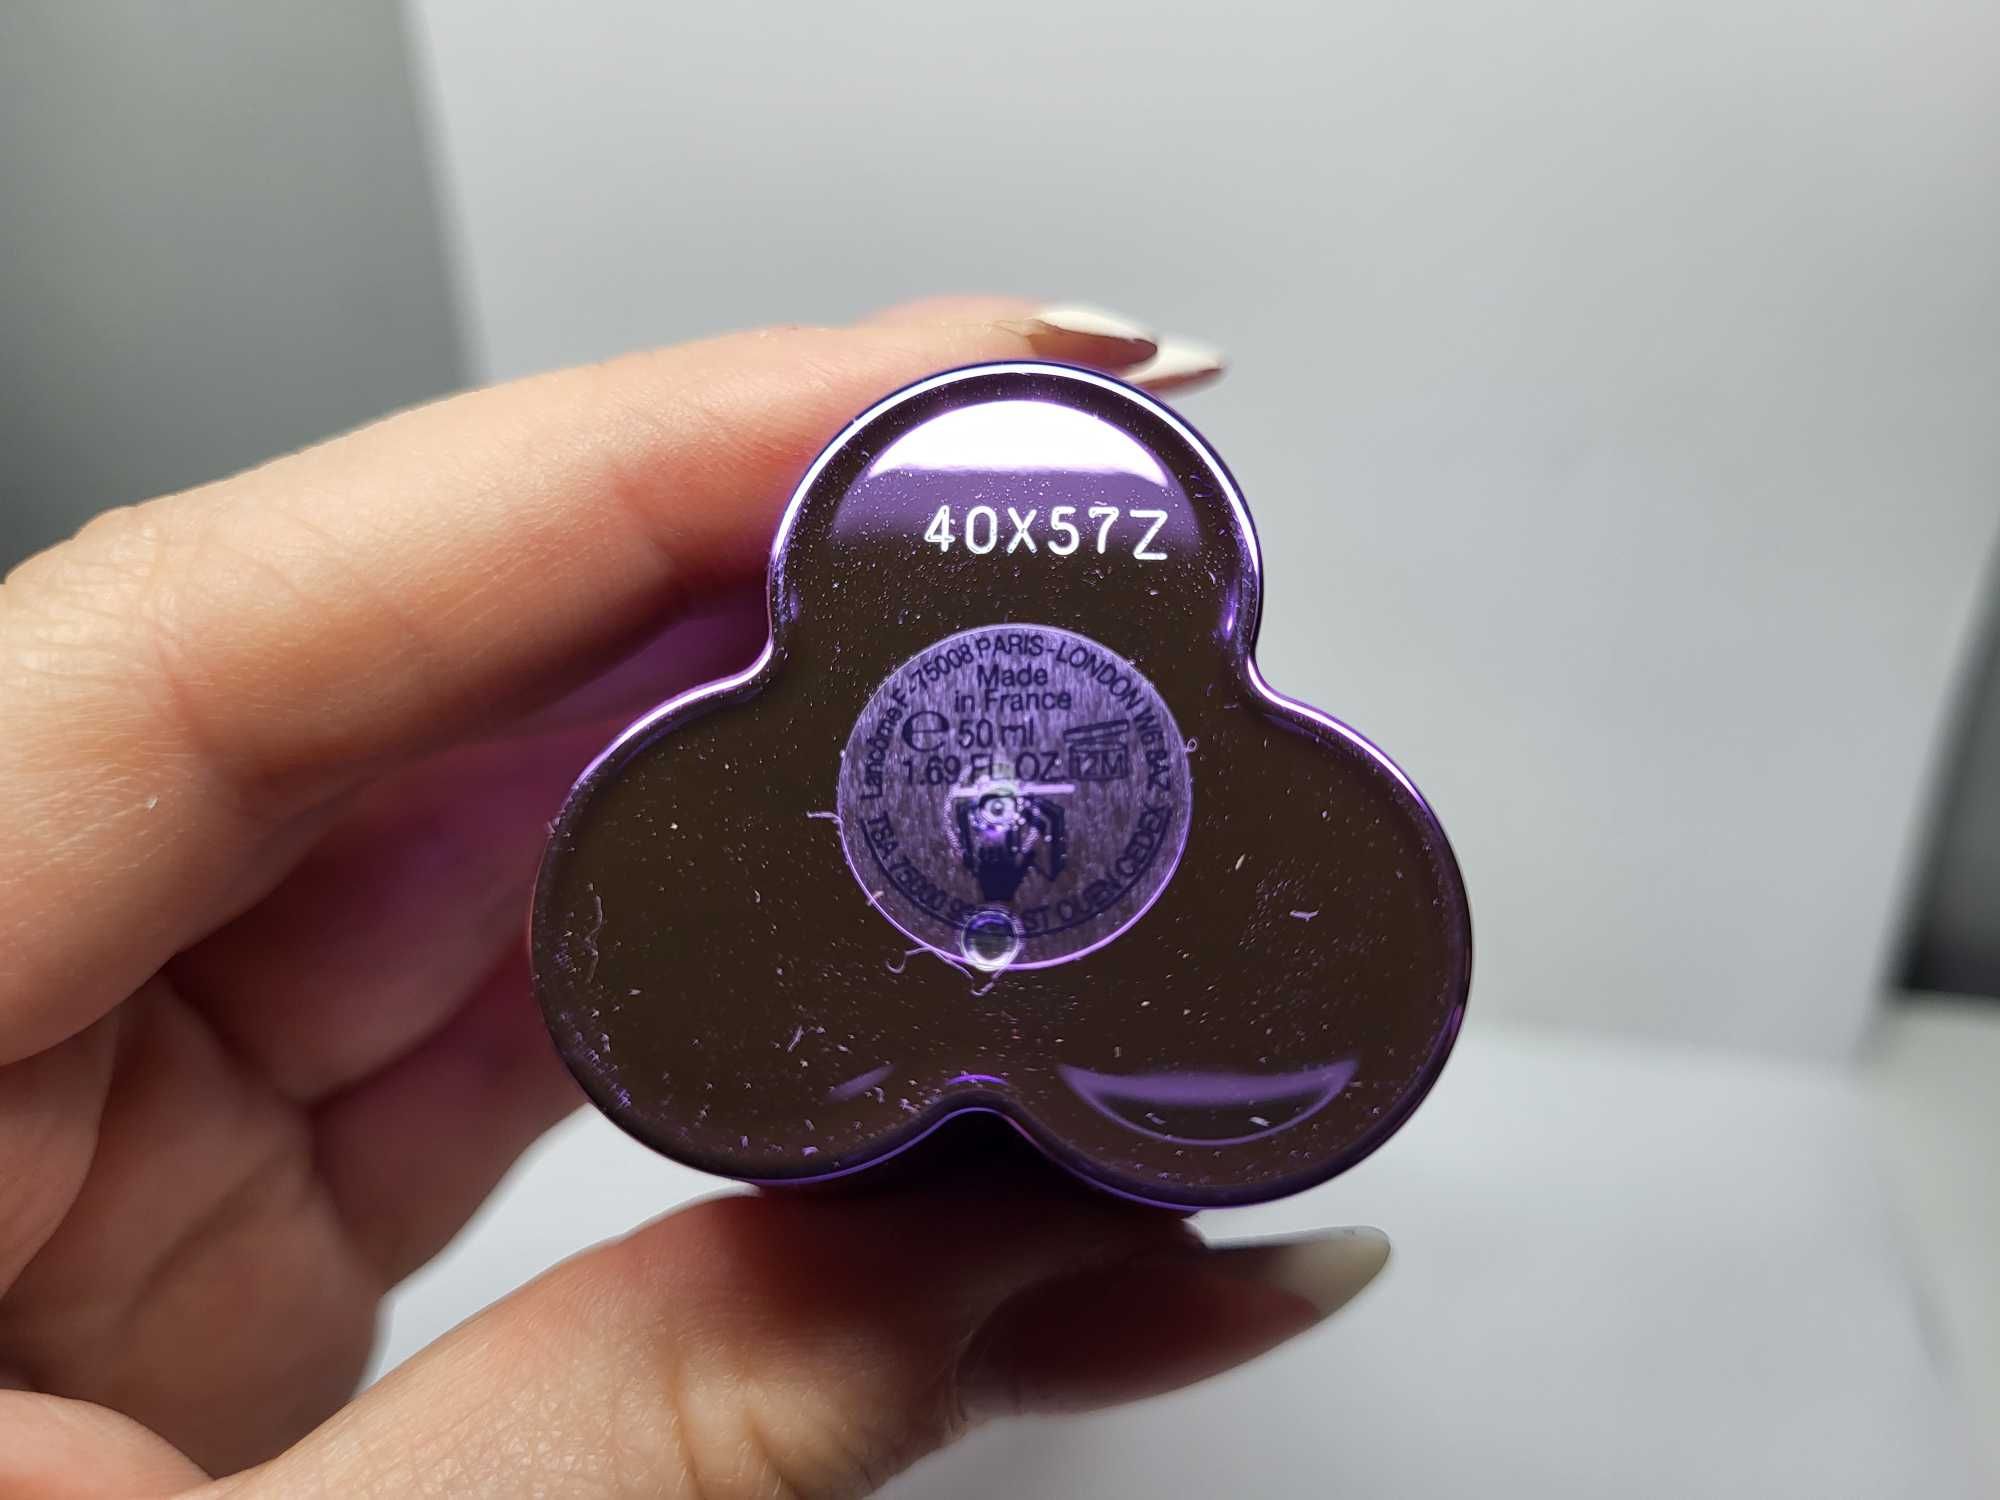 40X57Z
Lancôme F-75008 PARIS-LONDON W6 8AZ
Made
in France
e 50 ml
1.69 FL. OZ
12M
TSA 75000
ST OUEN CEDEX